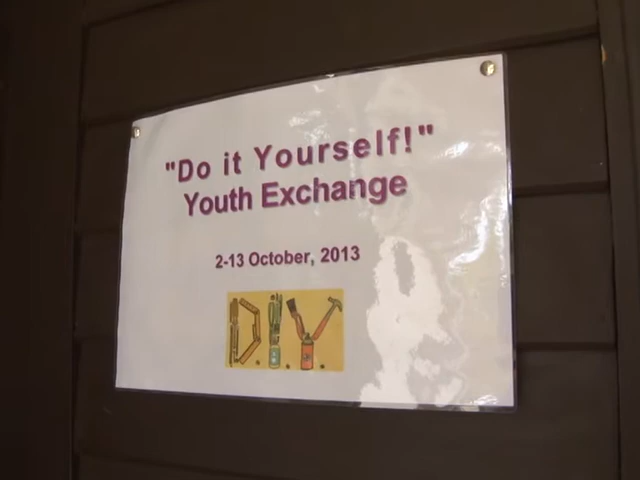 "Do it Yourself!"
Youth Exchange
2-13 October, 2013
D.I.Y.